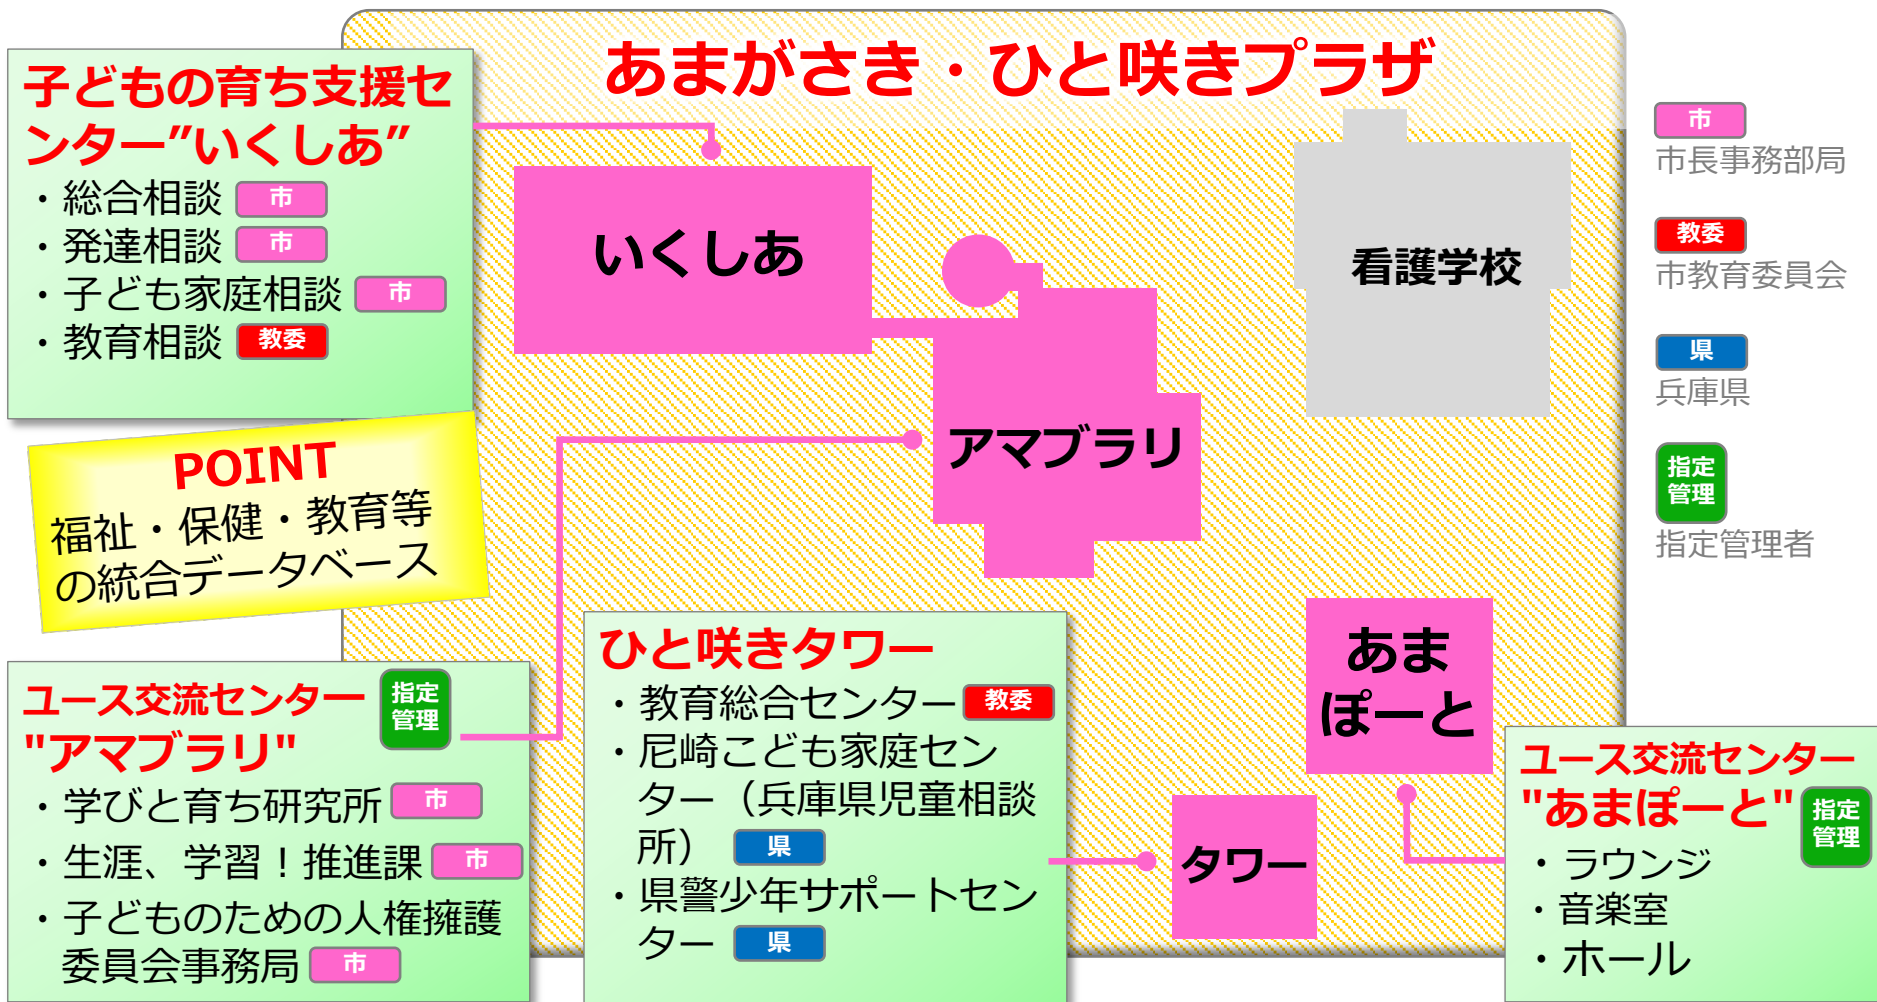 あまがさき・ひと咲きプラザ
子どもの育ち支援セ
ンター”いくしあ”
・総合相談 市
・発達相談 市
・子ども家庭相談 市
・教育相談 教委
POINT
福祉・保健・教育等
の統合データベース
いくしあ
アマブラリ
看護学校
あま
ぽーと
タワー
市
市長事務部局
教委
市教育委員会
県
兵庫県
指定
管理
指定管理者
ユース交流センター
"アマブラリ"
指定
管理
・学びと育ち研究所 市
・生涯、学習！推進課 市
・子どものための人権擁護
委員会事務局 市
ひと咲きタワー
・教育総合センター 教委
・尼崎こども家庭セン
ター（兵庫県児童相談
所） 県
・県警少年サポートセン
ター 県
ユース交流センター
"あまぽーと"
指定
管理
・ラウンジ
・音楽室
・ホール